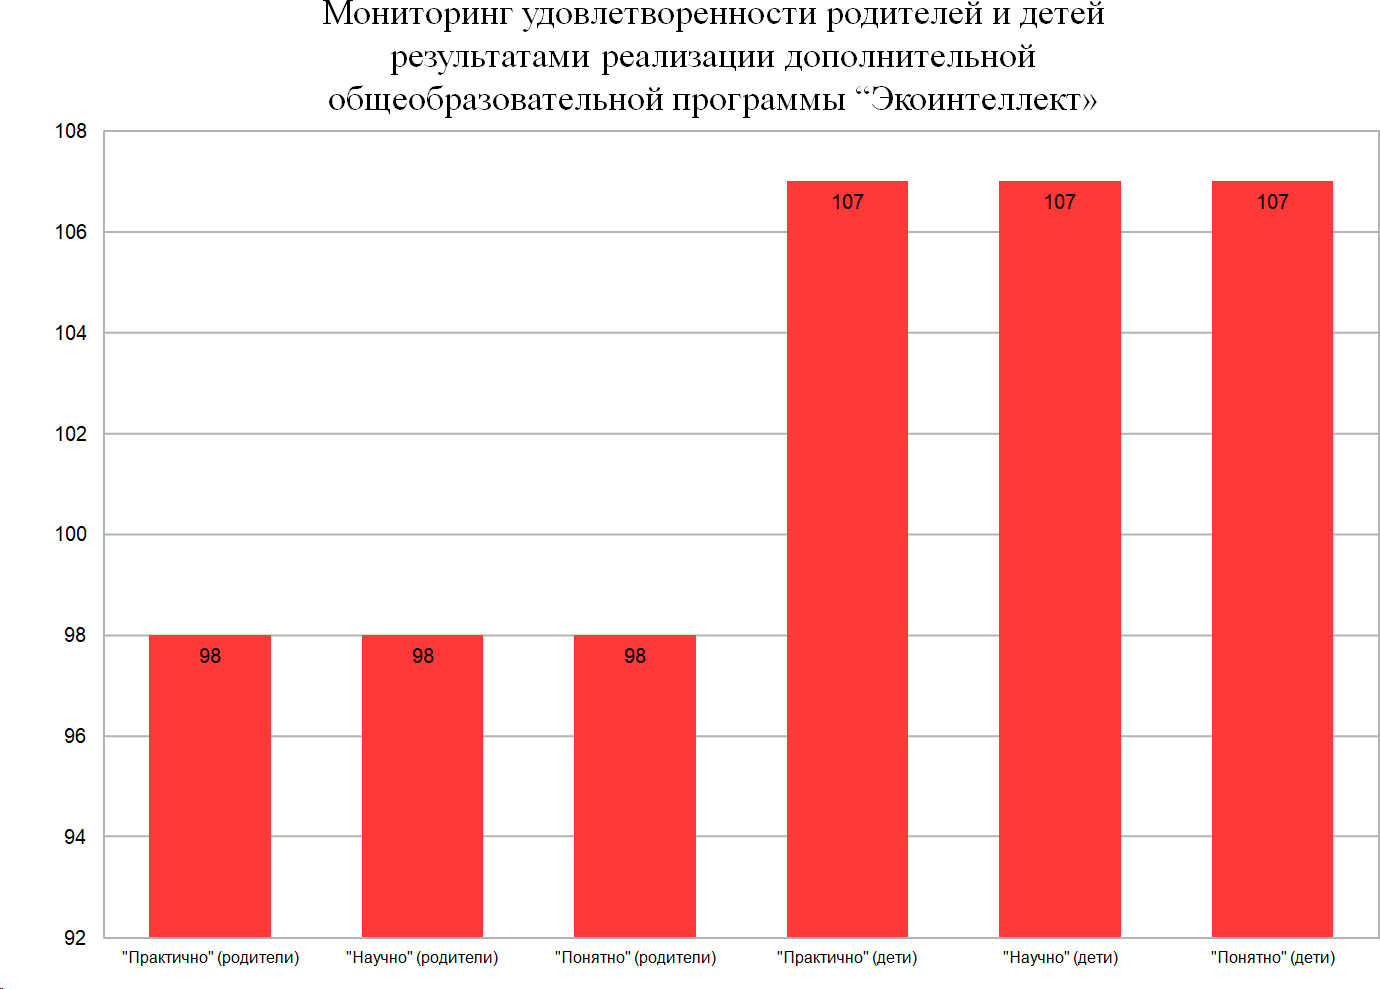 Мониторинг удовлетворенности родителей и детей
результатами реализации дополнительной
общеобразовательной программы “Экоинтеллект»
108
106
104
102
100
98
96
94
92
98
98
98
107
107
107
"Практично" (родители)
"Научно" (родители)
"Понятно" (родители)
"Практично" (дети)
"Научно" (дети)
"Понятно" (дети)